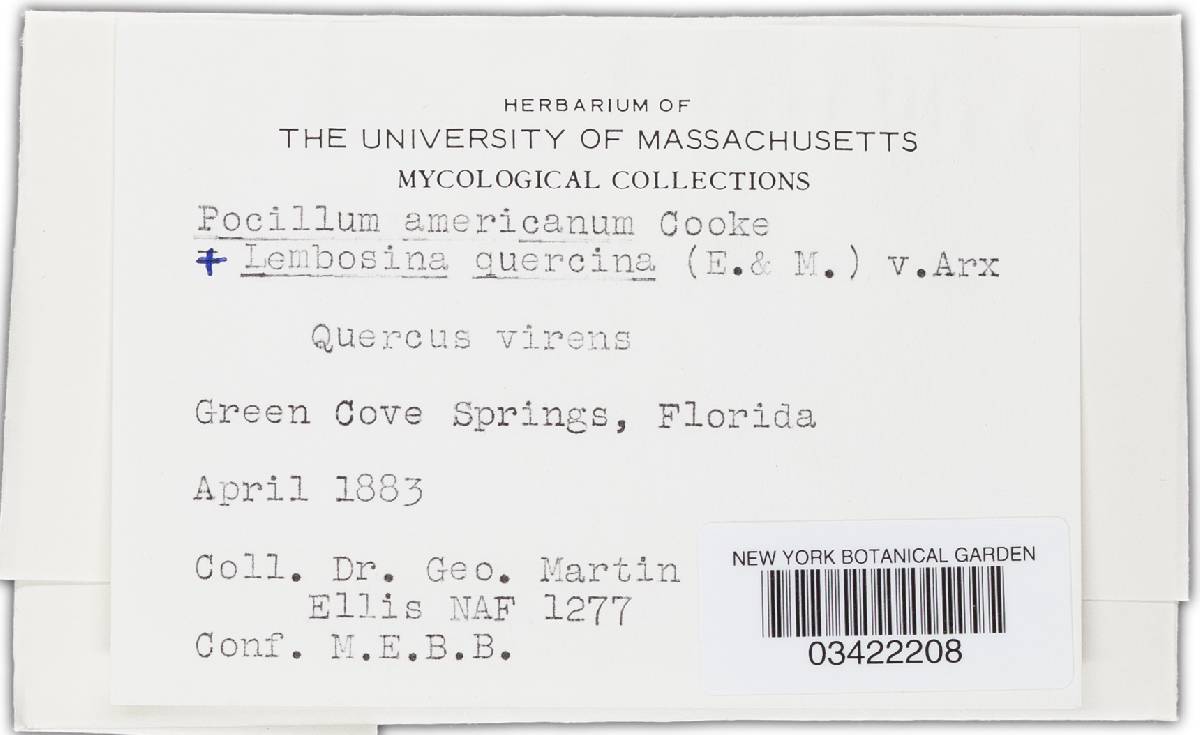 HERBARIUM OF
THE UNIVERSITY OF MASSACHUSETTS
MYCOLOGICAL COLLECTIONS
Pocillum americanum Cooke
+ Lembosina quercina (E.& M.) v.Arx
Quercus virens
Green Cove Springs, Florida
April 1883
Coll. Dr. Geo. Martin
Ellis NAF 1277
Conf. M.E.B.B.
NEW YORK BOTANICAL GARDEN
03422208